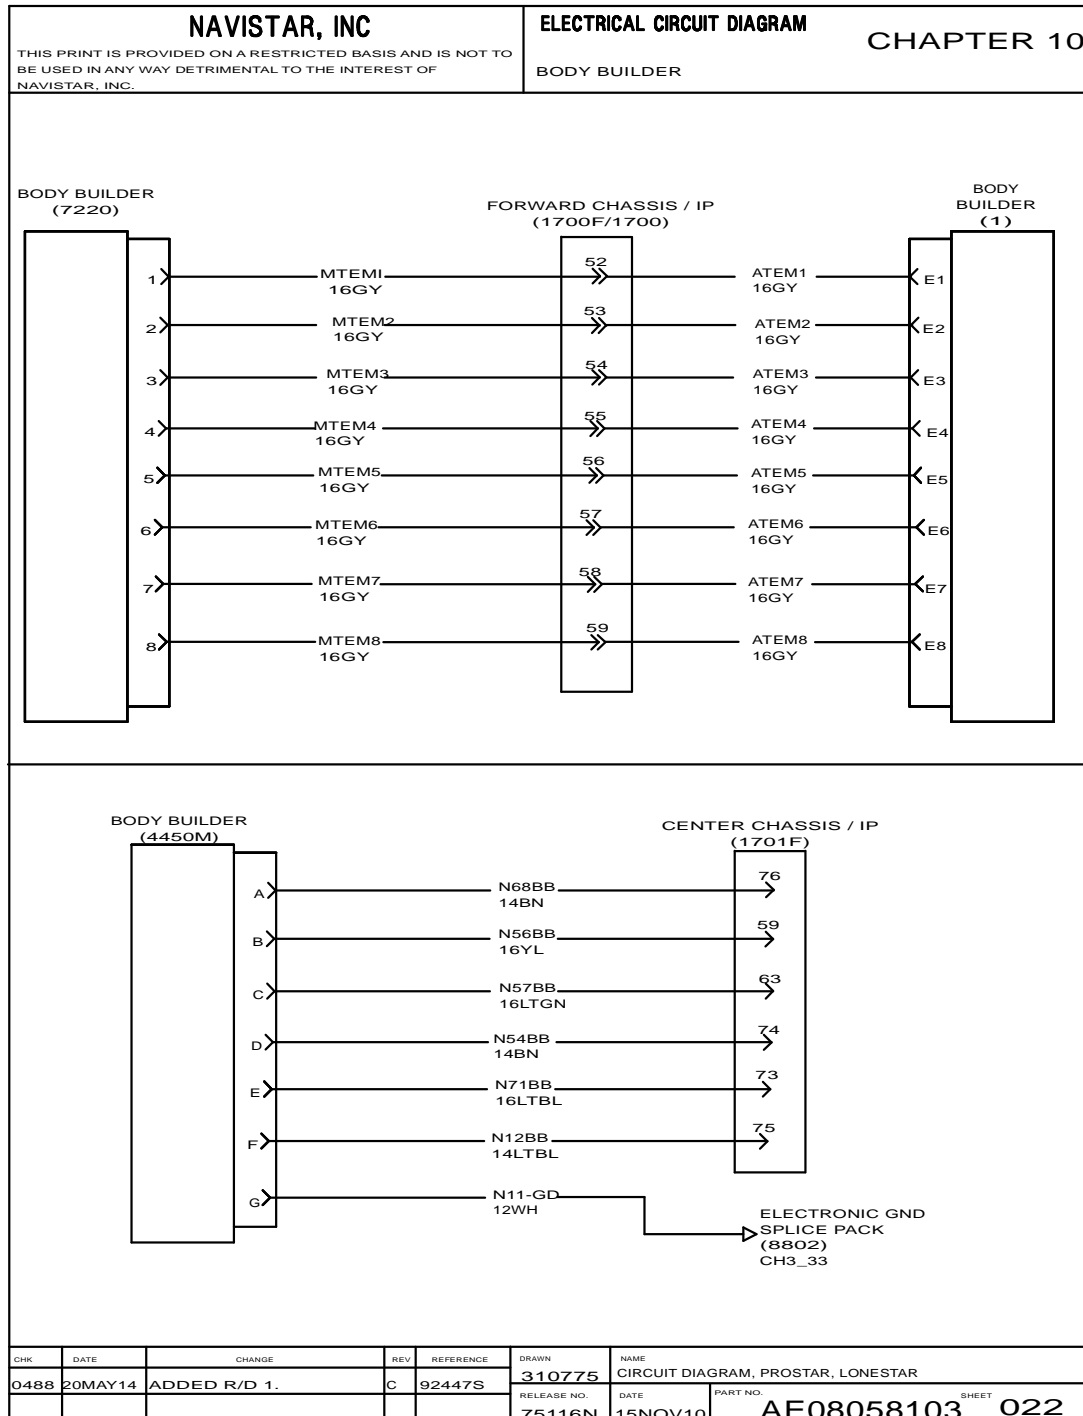 NAVISTAR, INC
THIS PRINT IS PROVIDED ON A RESTRICTED BASIS AND IS NOT TO
BE USED IN ANY WAY DETRIMENTAL TO THE INTEREST OF
NAVISTAR, INC.
ELECTRICAL CIRCUIT DIAGRAM
BODY BUILDER
CHAPTER 10
BODY BUILDER
(7220)
FORWARD CHASSIS / IP
(1700F/1700)
BODY
BUILDER
(1)
1 MTEM1 52 ATEM1 E1
16GY 16GY
2 MTEM2 53 ATEM2 E2
16GY 16GY
3 MTEM3 54 ATEM3 E3
16GY 16GY
4 MTEM4 55 ATEM4 E4
16GY 16GY
5 MTEM5 56 ATEM5 E5
16GY 16GY
6 MTEM6 57 ATEM6 E6
16GY 16GY
7 MTEM7 58 ATEM7 E7
16GY 16GY
8 MTEM8 59 ATEM8 E8
16GY 16GY
BODY BUILDER
(4450M)
CENTER CHASSIS / IP
(1701F)
A N68BB 76
14BN
B N56BB 59
16YL
C N57BB 63
16LTGN
D N54BB 74
14BN
E N71BB 73
16LTBL
F N12BB 75
14LTBL
G N11-GD
12WH
ELECTRONIC GND
SPLICE PACK
(8802)
CH3_33
CHK DATE CHANGE REV REFERENCE
0488 20MAY14 ADDED R/D 1. C 92447S
DRAWN
310775
NAME
CIRCUIT DIAGRAM, PROSTAR, LONESTAR
RELEASE NO.
75116N
DATE
15NOV10
PART NO.
AF08058103
SHEET
022